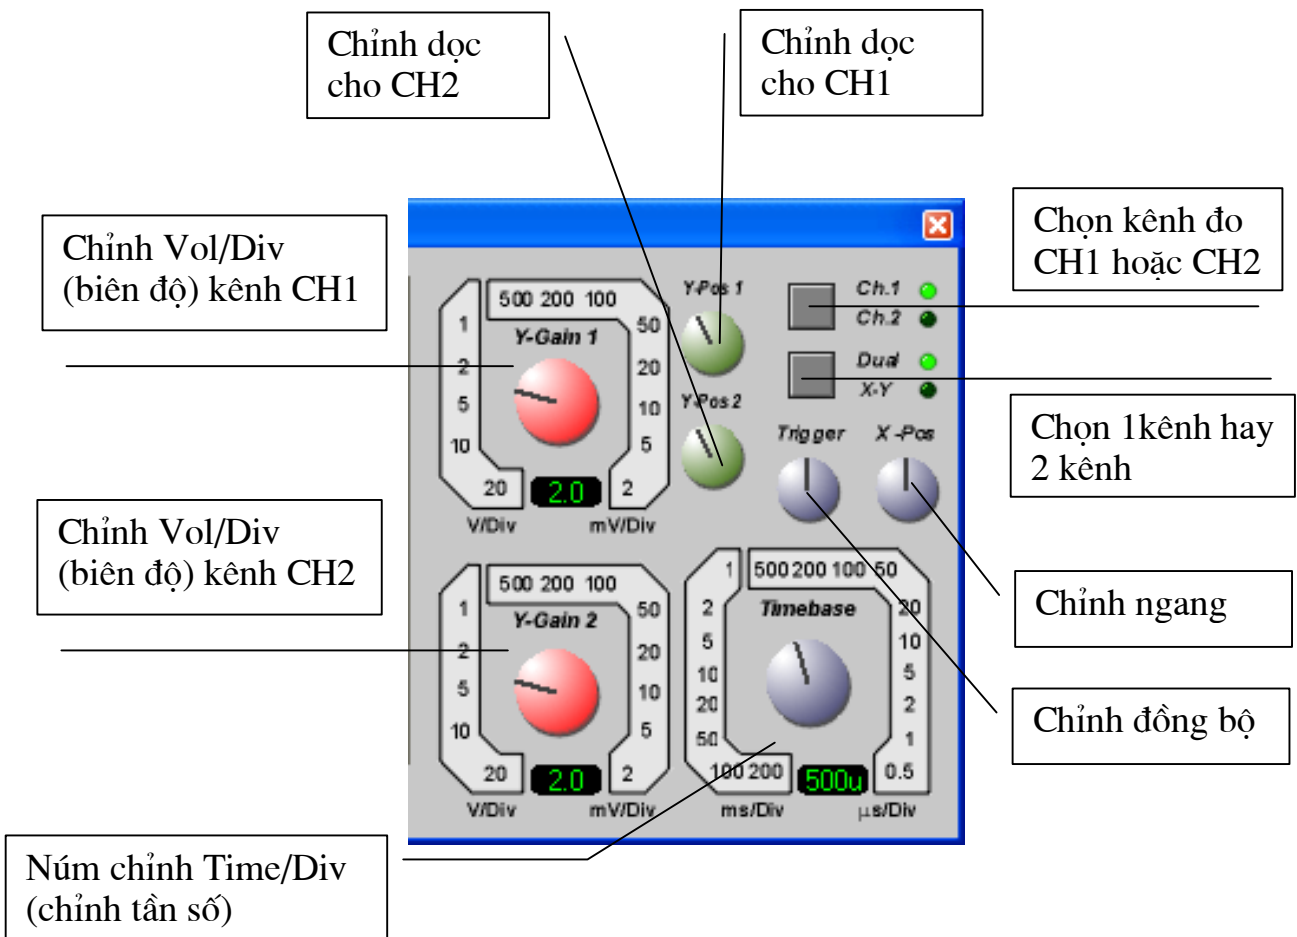 Chỉnh dọc
cho CH2
Chỉnh dọc
cho CH1
Chỉnh Vol/Div
(biên độ) kênh CH1
Chọn kênh đo
CH1 hoặc CH2
500 200 100
1
2
5
10
20
50
20
10
5
2
Y-Gain 1
2.0
V/Div
mV/Div
Y-Pos 1
Y-Pos 2
Ch.1
Ch.2
Dual
X-Y
Trigger
X -Pos
Chọn 1kênh hay
2 kênh
Chỉnh Vol/Div
(biên độ) kênh CH2
500 200 100
1
2
5
10
20
50
20
10
5
2
Y-Gain 2
2.0
V/Div
mV/Div
1
500 200 100 50
2
5
10
20
50
100 200
20
10
5
2
1
0.5
Timebase
500u
ms/Div
µs/Div
Chỉnh ngang
Chỉnh đồng bộ
Núm chỉnh Time/Div
(chỉnh tần số)